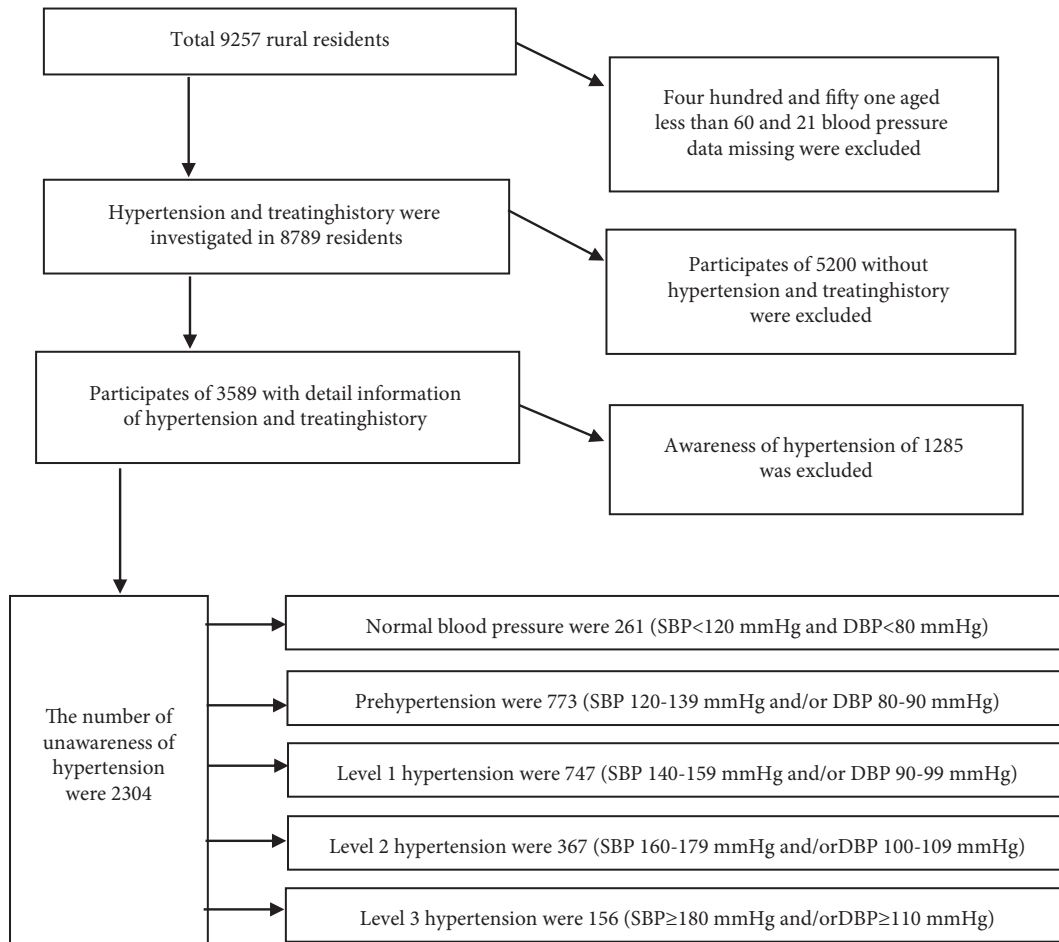 Total 9257 rural residents
Four hundred and fifty one aged
less than 60 and 21 blood pressure
data missing were excluded
Hypertension and treatinghistory were
investigated in 8789 residents
Participates of 5200 without
hypertension and treatinghistory
were excluded
Participates of 3589 with detail information
of hypertension and treatinghistory
Awareness of hypertension of 1285
was excluded
The number of
unawareness of
hypertension
were 2304
Normal blood pressure were 261 (SBP<120 mmHg and DBP<80 mmHg)
Prehypertension were 773 (SBP 120-139 mmHg and/or DBP 80-90 mmHg)
Level 1 hypertension were 747 (SBP 140-159 mmHg and/or DBP 90-99 mmHg)
Level 2 hypertension were 367 (SBP 160-179 mmHg and/orDBP 100-109 mmHg)
Level 3 hypertension were 156 (SBP≥180 mmHg and/orDBP≥110 mmHg)